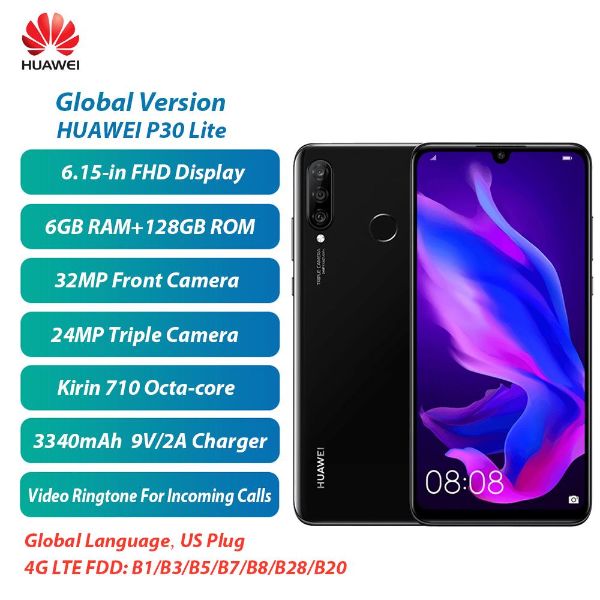 HUAWEI
Global Version
HUAWEI P30 Lite
6.15-in FHD Display
6GB RAM+128GB ROM
32MP Front Camera
24MP Triple Camera
Kirin 710 Octa-core
3340mAh 9V/2A Charger
Video Ringtone For Incoming Calls
Global Language, US Plug
4G LTE FDD: B1/B3/B5/B7/B8/B28/B20
TRIPLE CAMERA
HUAWEI
08:08